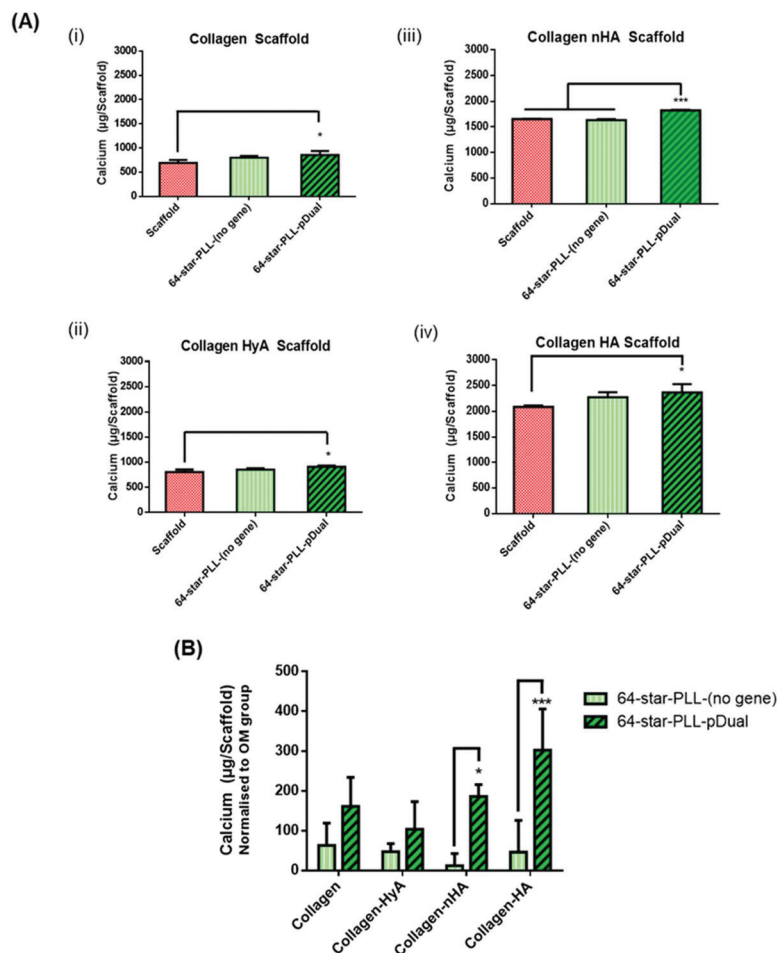 (A)
(i)
Collagen Scaffold
Calcium (µg/Scaffold)
3000
2500
2000
1500
1000
500
0
*
Scaffold
64-star-PLL-(no gene)
64-star-PLL-pDual
(iii)
Collagen nHA Scaffold
Calcium (µg/Scaffold)
3000
2500
2000
1500
1000
500
0
***
Scaffold
64-star-PLL-(no gene)
64-star-PLL-pDual
(ii)
Collagen HyA Scaffold
Calcium (µg/Scaffold)
3000
2500
2000
1500
1000
500
0
*
Scaffold
64-star-PLL-(no gene)
64-star-PLL-pDual
(iv)
Collagen HA Scaffold
Calcium (µg/Scaffold)
3000
2500
2000
1500
1000
500
0
*
Scaffold
64-star-PLL-(no gene)
64-star-PLL-pDual
(B)
Calcium (µg/Scaffold)
Normalised to OM group
500
400
300
200
100
0
*
***
Collagen
Collagen-HyA
Collagen-nHA
Collagen-HA
64-star-PLL-(no gene)
64-star-PLL-pDual